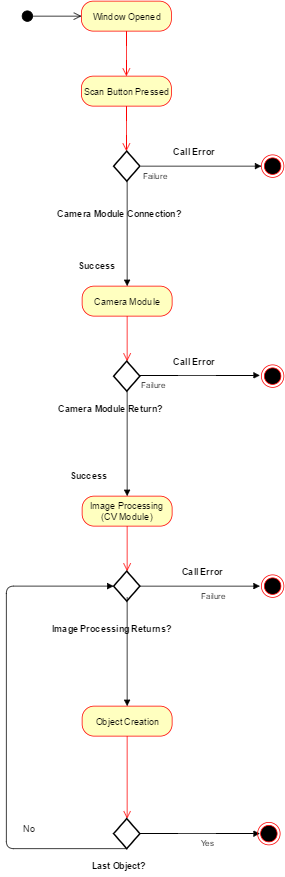 Window Opened
Scan Button Pressed
Call Error
Failure
Camera Module Connection?
Success
Camera Module
Call Error
Failure
Camera Module Return?
Success
Image Processing
(CV Module)
Call Error
Failure
Image Processing Returns?
Object Creation
No
Yes
Last Object?